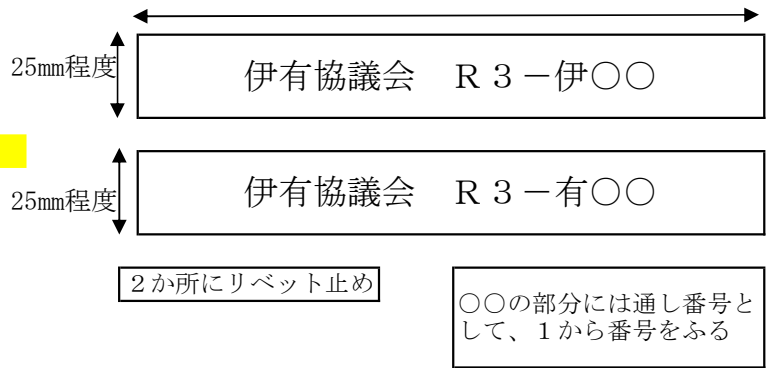 25mm程度
伊有協議会　Ｒ３－伊○○
伊有協議会　Ｒ３－有○○
25mm程度
２か所にリベット止め
○○の部分には通し番号と
して、１から番号をふる